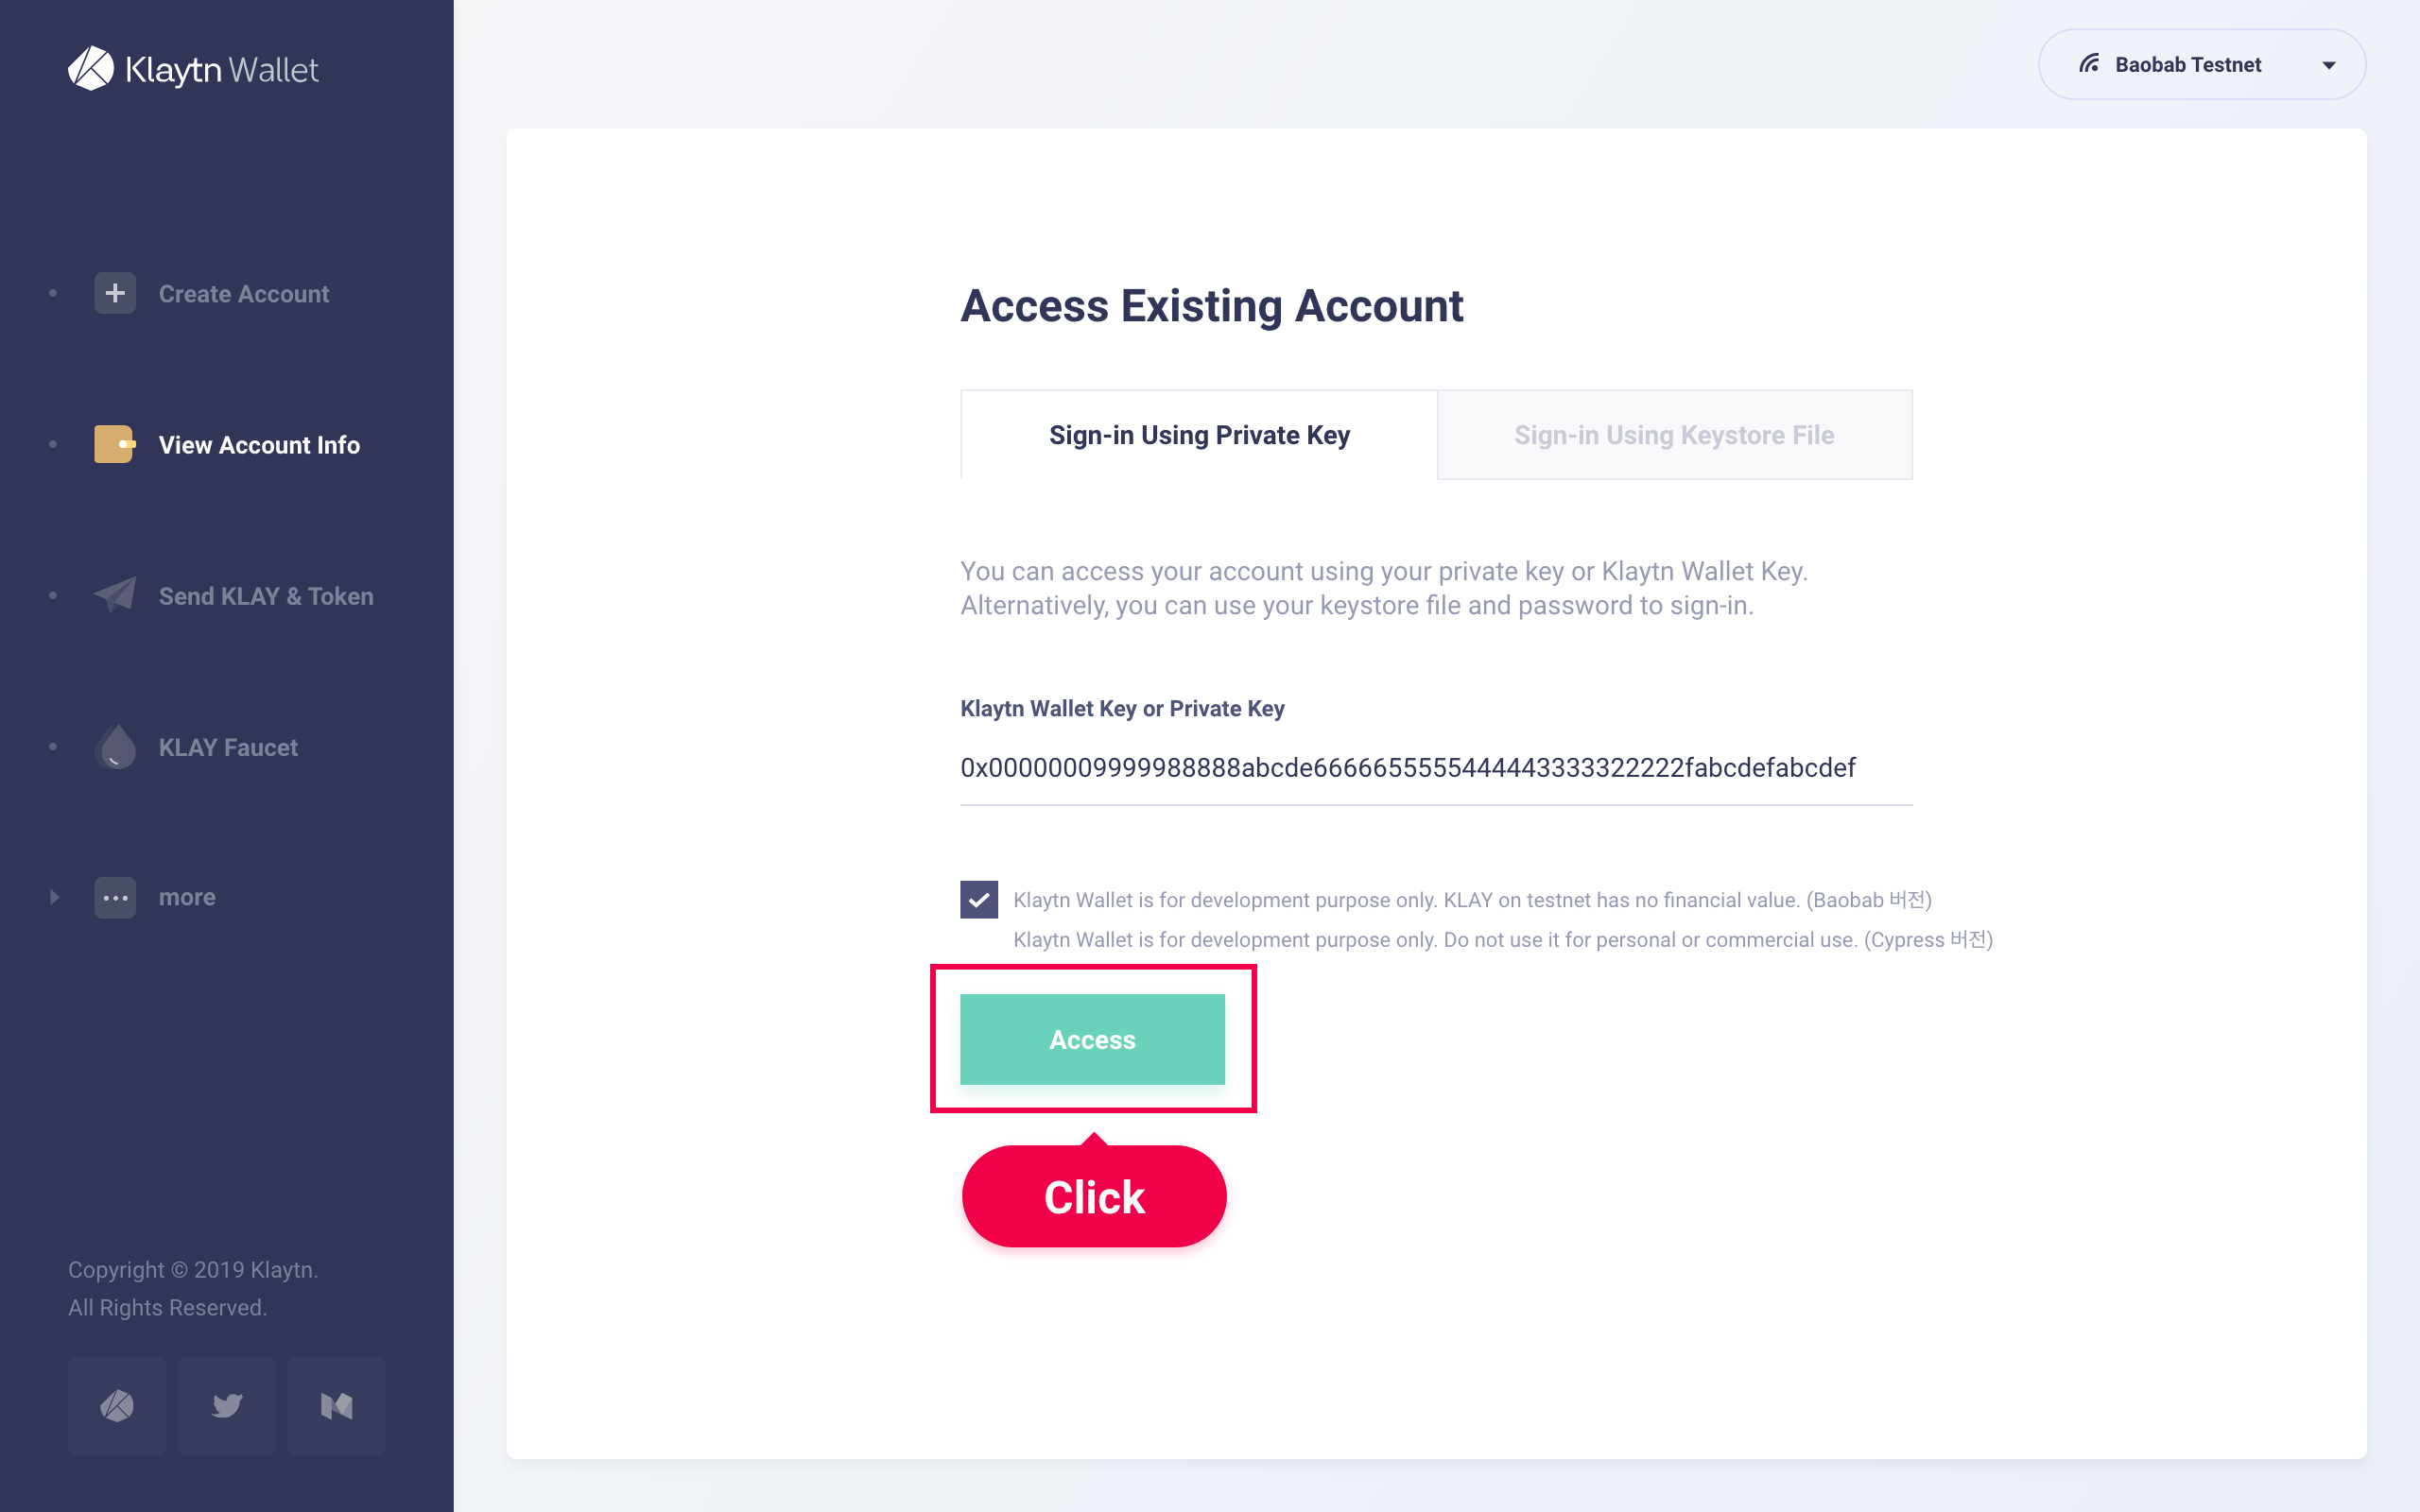 Klaytn Wallet
Baobab Testnet
Create Account
View Account Info
Send KLAY & Token
KLAY Faucet
more
Copyright © 2019 Klaytn.
All Rights Reserved.
Access Existing Account
Sign-in Using Private Key
Sign-in Using Keystore File
You can access your account using your private key or Klaytn Wallet Key.
Alternatively, you can use your keystore file and password to sign-in.
Klaytn Wallet Key or Private Key
0x00000009999988888abcde6666655555444443333322222fabcdefabcdef
Klaytn Wallet is for development purpose only. KLAY on testnet has no financial value. (Baobab 버전)
Klaytn Wallet is for development purpose only. Do not use it for personal or commercial use. (Cypress 버전)
Access
Click